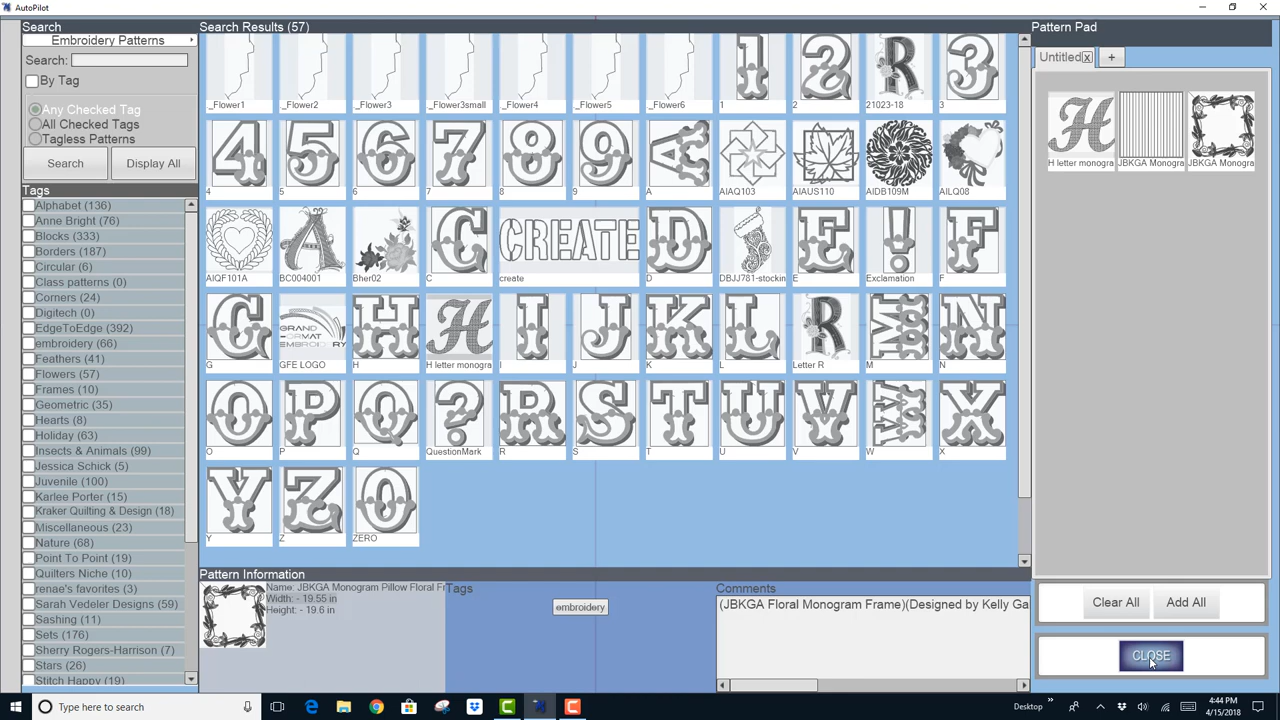 AutoPilot
Search
Embroidery Patterns
Search:
By Tag
Any Checked Tag
All Checked Tags
Tagless Patterns
Search
Display All
Tags
Alphabet (136)
Anne Bright (76)
Blocks (333)
Borders (187)
Circular (6)
Class patterns (0)
Corners (24)
Digitech (0)
EdgeToEdge (392)
embroidery (66)
Feathers (41)
Flowers (57)
Frames (10)
Geometric (35)
Hearts (8)
Holiday (63)
Insects & Animals (99)
Jessica Schick (5)
Juvenile (100)
Karlee Porter (15)
Kraker Quilting & Design (18)
Miscellaneous (23)
Nature (68)
Point To Point (19)
Quilters Niche (10)
renae's favorites (3)
Sarah Vedeler Designs (59)
Sashing (11)
Sets (176)
Sherry Rogers-Harrison (7)
Stars (26)
Stitch Happy (19)
Search Results (57)
._Flower1 ._Flower2 ._Flower3 ._Flower3small ._Flower4 ._Flower5 ._Flower6 1 2 21023-18 3
4 5 6 7 8 9 A AIAQ103 AIAUS110 AIDB109M AILQ08
AIQF101A BC004001 Bher02 C create D DBJJ781-stockin E Exclamation F
CREATE
G GFE LOGO H H letter monogra I J K L Letter R M N
GRAND FORMAT EMBROIDERY
O P Q QuestionMark R S T U V W X
Y Z ZERO
Pattern Information
Name: JBKGA Monogram Pillow Floral Fr
Width: - 19.55 in
Height: - 19.6 in
Tags
embroidery
Comments
(JBKGA Floral Monogram Frame)(Designed by Kelly Ga
Pattern Pad
Untitled x +
H letter monogra JBKGA Monogra JBKGA Monogra
Clear All
Add All
CLOSE
Type here to search
Desktop
4:44 PM
4/15/2018